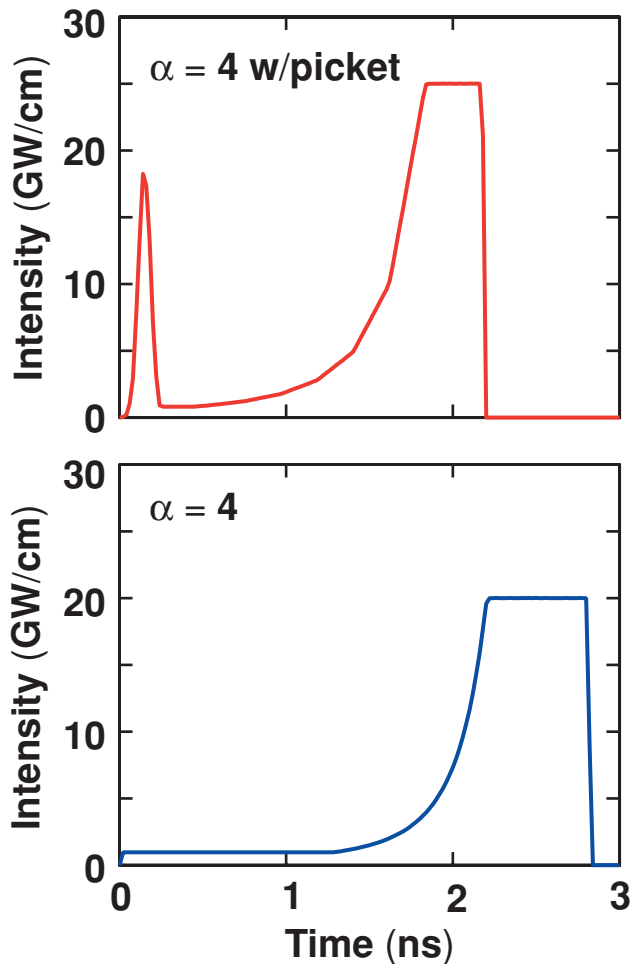 30
α = 4 w/picket
20
10
0
Intensity (GW/cm)
30
α = 4
20
10
0
Intensity (GW/cm)
0 1 2 3
Time (ns)